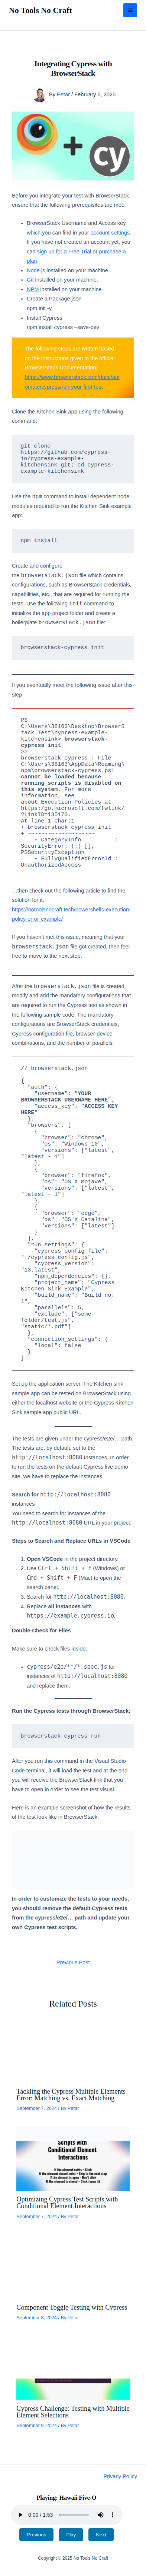 No Tools No Craft
Integrating Cypress with
BrowserStack
By Petar / February 5, 2025
cy
Before you integrate your test with BrowserStack,
ensure that the following prerequisites are met:
BrowserStack Username and Access key,
which you can find in your account settings.
If you have not created an account yet, you
can sign up for a Free Trial or purchase a
plan.
Node.js installed on your machine.
Git installed on your machine.
NPM installed on your machine.
Create a Package.json
npm init -y
Install Cypress
npm install cypress --save-dev
The following steps are written based
on the instructions given in the official
BrowserStack Documentation:
https://www.browserstack.com/docs/aut
omate/cypress/run-your-first-test
Clone the Kitchen Sink app using the following
command:
git clone
https://github.com/cypress-
io/cypress-example-
kitchensink.git; cd cypress-
example-kitchensink
Use the npm command to install dependent node
modules required to run the Kitchen Sink example
app:
npm install
Create and configure
the browserstack.json file which contains
configurations, such as BrowserStack credentials,
capabilities, etc., that are required for running your
tests. Use the following init command to
initialize the app project folder and create a
boilerplate browserstack.json file:
browserstack-cypress init
If you eventually meet the following issue after this
step
PS
C:\Users\38163\Desktop\BrowserS
tack Test\cypress-example-
kitchensink> browserstack-
cypress init
>>
browserstack-cypress : File
C:\Users\38163\AppData\Roaming\
npm\browserstack-cypress.ps1
cannot be loaded because
running scripts is disabled on
this system. For more
information, see
about_Execution_Policies at
https:/go.microsoft.com/fwlink/
?LinkID=135170.
At line:1 char:1
+ browserstack-cypress init
+ ~~~~~~~~~~~~~~~~~~~~
+ CategoryInfo :
SecurityError: (:) [],
PSSecurityException
+ FullyQualifiedErrorId :
UnauthorizedAccess
…then check the following article to find the
solution for it:
https://notoolsnocraft.tech/powershells-execution-
policy-error-example/
If you haven't met this issue, meaning that your
browserstack.json file got created, then feel
free to move to the next step.
After the browserstack.json file is created,
modify and add the mandatory configurations that
are required to run the Cypress test as shown in
the following sample code. The mandatory
configurations are BrowserStack credentials,
Cypress configuration file, browser-device
combinations, and the number of parallels:
// browserstack.json
{
"auth": {
"username": "YOUR
BROWSERSTACK USERNAME HERE",
"access_key": "ACCESS KEY
HERE"
},
"browsers": [
{
"browser": "chrome",
"os": "Windows 10",
"versions": ["latest",
"latest - 1"]
},
{
"browser": "firefox",
"os": "OS X Mojave",
"versions": ["latest",
"latest - 1"]
},
{
"browser": "edge",
"os": "OS X Catalina",
"versions": ["latest"]
}
],
"run_settings": {
"cypress_config_file":
"./cypress.config.js",
"cypress_version":
"13.latest",
"npm_dependencies": {},
"project_name": "Cypress
Kitchen Sink Example",
"build_name": "Build no:
1",
"parallels": 5,
"exclude": ["some-
folder/test.js",
"static/*.pdf"]
},
"connection_settings": {
"local": false
}
}
Set up the application server. The Kitchen sink
sample app can be tested on BrowserStack using
either the localhost website or the Cypress Kitchen
Sink sample app public URL.
The tests are given under the cypress/e2e/… path.
The tests are, by default, set to the
http://localhost:8080 Instances. In order
to run the tests on the default Cypress live demo
site, we have to replace the instances.
Search for http://localhost:8080
instances
You need to search for instances of the
http://localhost:8080 URL in your project.
Steps to Search and Replace URLs in VSCode
1. Open VSCode in the project directory.
2. Use Ctrl + Shift + F (Windows) or
Cmd + Shift + F (Mac) to open the
search panel.
3. Search for http://localhost:8080.
4. Replace all instances with
https://example.cypress.io.
Double-Check for Files
Make sure to check files inside:
cypress/e2e/**/*.spec.js for
instances of http://localhost:8080
and replace them.
Run the Cypress tests through BrowserStack:
browserstack-cypress run
After you run this command in the Visual Studio
Code terminal, it will load the test and at the end
you will receive the BrowserStack link that you
have to open in order to see the test visual.
Here is an example screenshot of how the results
of the test look like in BrowserStack:
In order to customize the tests to your needs,
you should remove the default Cypress tests
from the cypress/e2e/… path and update your
own Cypress test scripts.
Previous Post
Related Posts
Tackling the Cypress Multiple Elements
Error: Matching vs. Exact Matching
September 7, 2024 / By Petar
Scripts with
Conditional Element
Interactions
If the element exists - Click
If the element doesn't exist - Skip to the end
Optimizing Cypress Test Scripts with
Conditional Element Interactions
September 7, 2024 / By Petar
Component Toggle Testing with Cypress
September 8, 2024 / By Petar
Cypress Challenge: Testing with Multiple
Element Selections
September 9, 2024 / By Petar
Privacy Policy
Playing: Hawaii Five-O
0:00 / 1:53
Previous Play Next
Copyright © 2025 No Tools No Craft